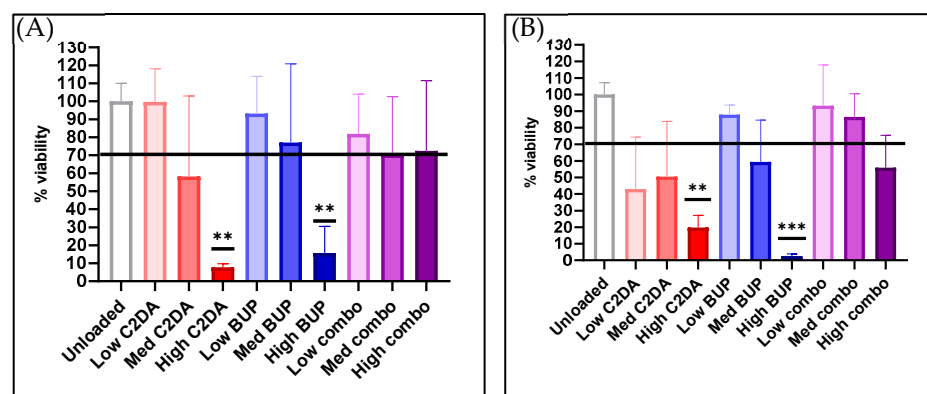 (A)
% viability
130
120
110
100
90
80
70
60
50
40
30
20
10
0
**
**
Unloaded
Low C2DA
Med C2DA
High C2DA
Low BUP
Med BUP
High BUP
Low combo
Med combo
High combo
(B)
% viability
130
120
110
100
90
80
70
60
50
40
30
20
10
0
**
***
Unloaded
Low C2DA
Med C2DA
High C2DA
Low BUP
Med BUP
High BUP
Low combo
Med combo
High combo